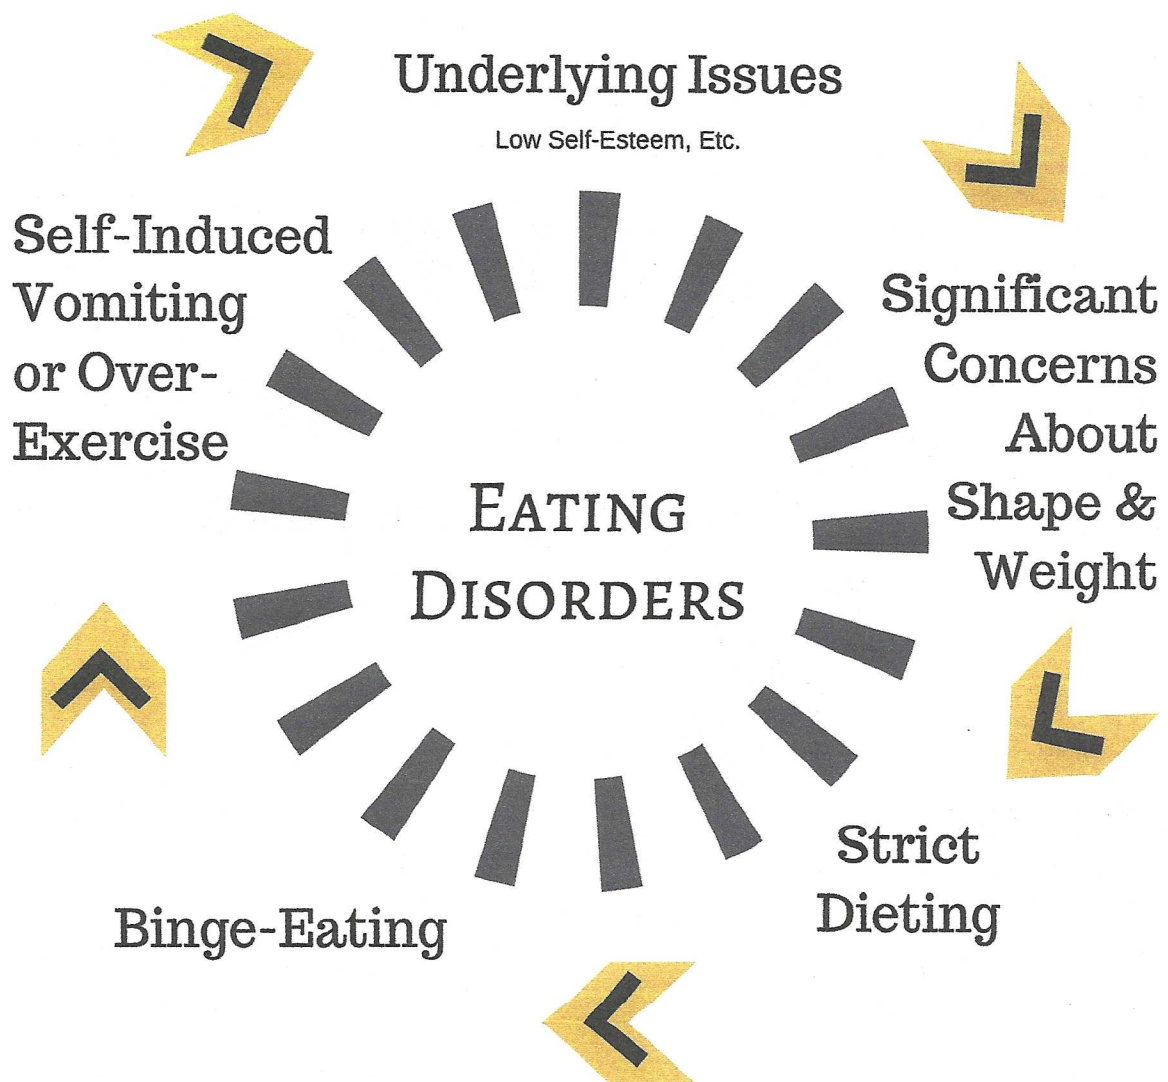 Underlying Issues
Low Self-Esteem, Etc.
Significant
Concerns
About
Shape &
Weight
Strict
Dieting
Binge-Eating
Self-Induced
Vomiting
or Over-
Exercise
EATING
DISORDERS